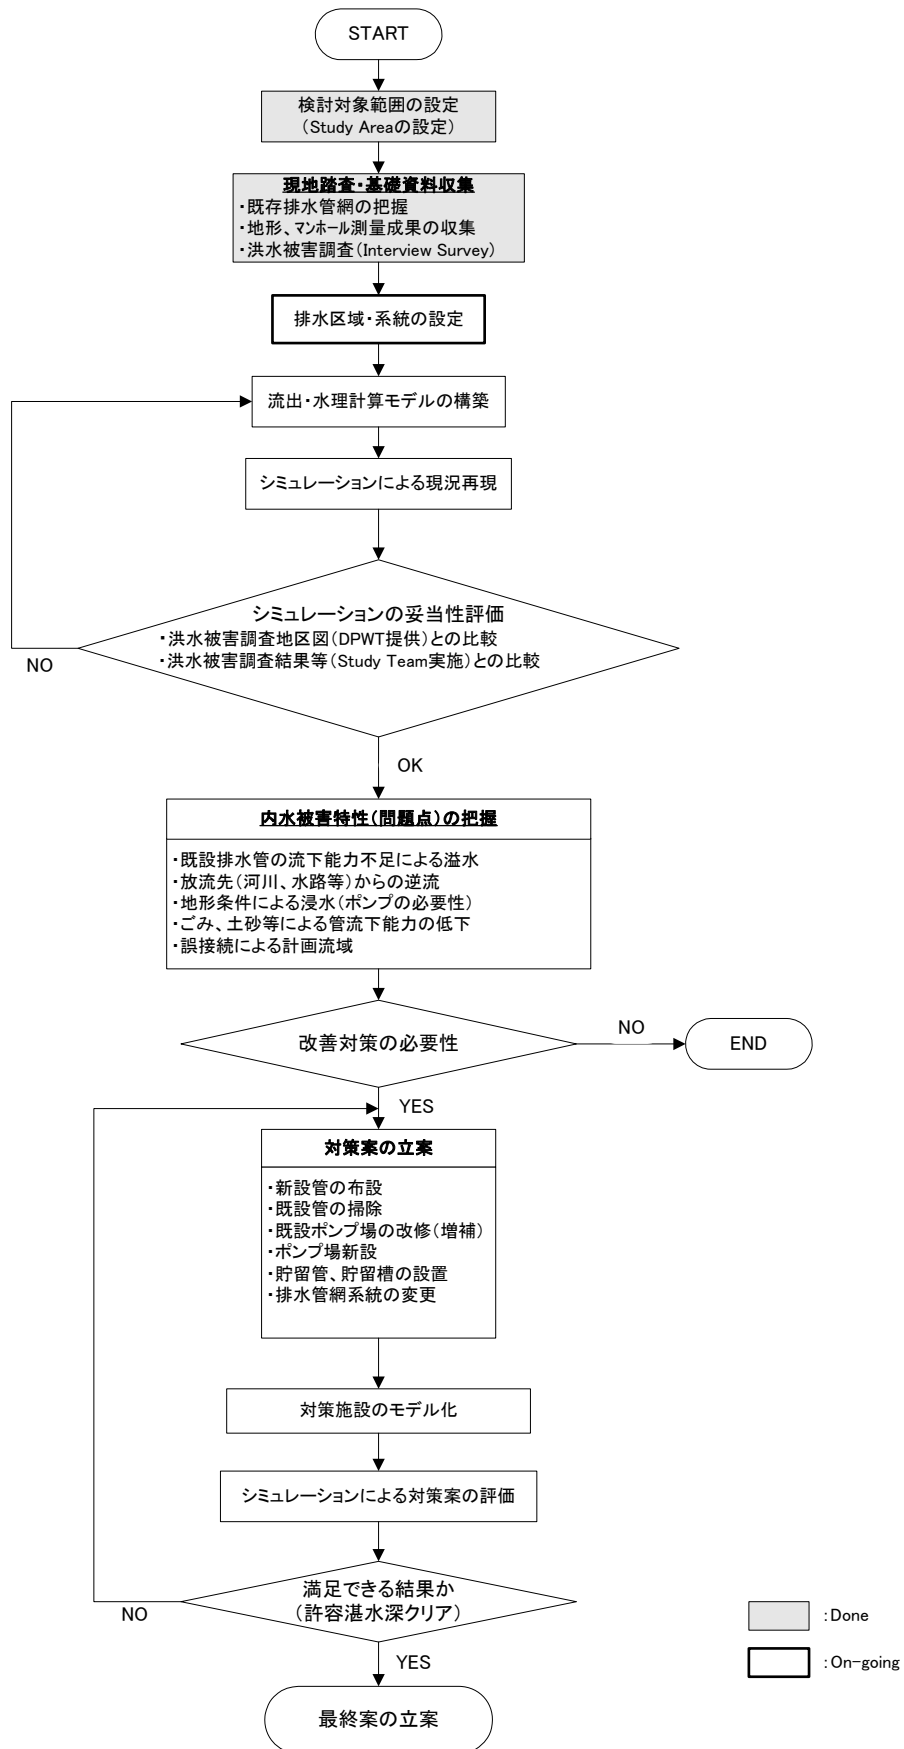 START
検討対象範囲の設定
(Study Areaの設定)
現地踏査・基礎資料収集
・既存排水管網の把握
・地形、マンホール測量成果の収集
・洪水被害調査(Interview Survey)
排水区域・系統の設定
流出・水理計算モデルの構築
シミュレーションによる現況再現
シミュレーションの妥当性評価
・洪水被害調査地区図(DPWT提供)との比較
・洪水被害調査結果等(Study Team実施)との比較
NO
OK
内水被害特性(問題点)の把握
・既設排水管の流下能力不足による溢水
・放流先(河川、水路等)からの逆流
・地形条件による浸水(ポンプの必要性)
・ごみ、土砂等による管流下能力の低下
・誤接続による計画流域
改善対策の必要性
NO
END
YES
対策案の立案
・新設管の布設
・既設管の掃除
・既設ポンプ場の改修(増補)
・ポンプ場新設
・貯留管、貯留槽の設置
・排水管網系統の変更
対策施設のモデル化
シミュレーションによる対策案の評価
満足できる結果か
(許容湛水深クリア)
NO
YES
最終案の立案
:Done
:On-going